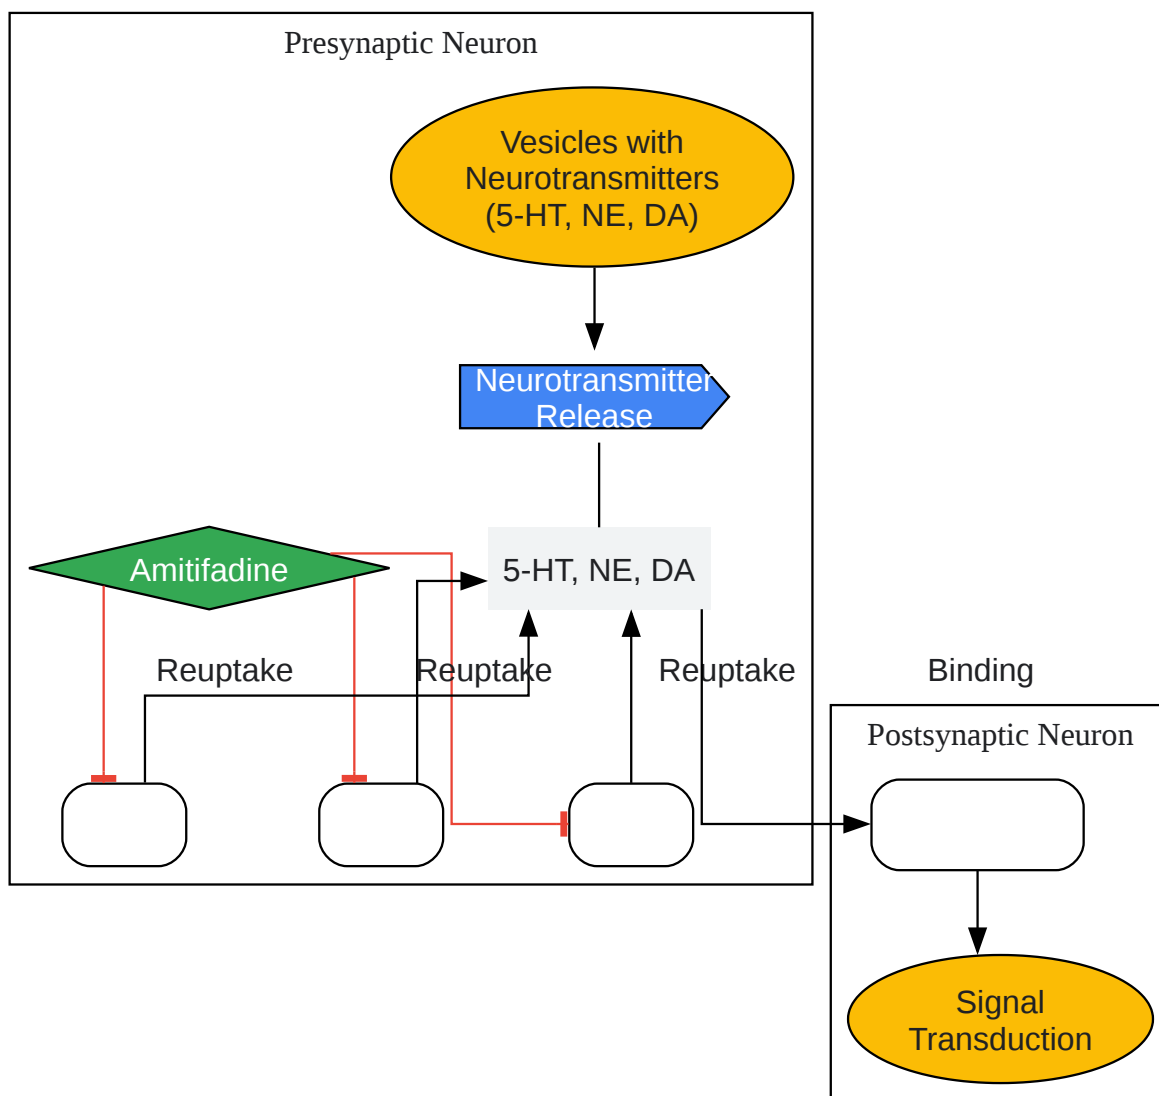 Presynaptic Neuron
Vesicles with
Neurotransmitters
(5-HT, NE, DA)
Neurotransmitter
Release
Amitifadine
5-HT, NE, DA
Reuptake
Reuptake
Reuptake
Binding
Postsynaptic Neuron
Signal
Transduction